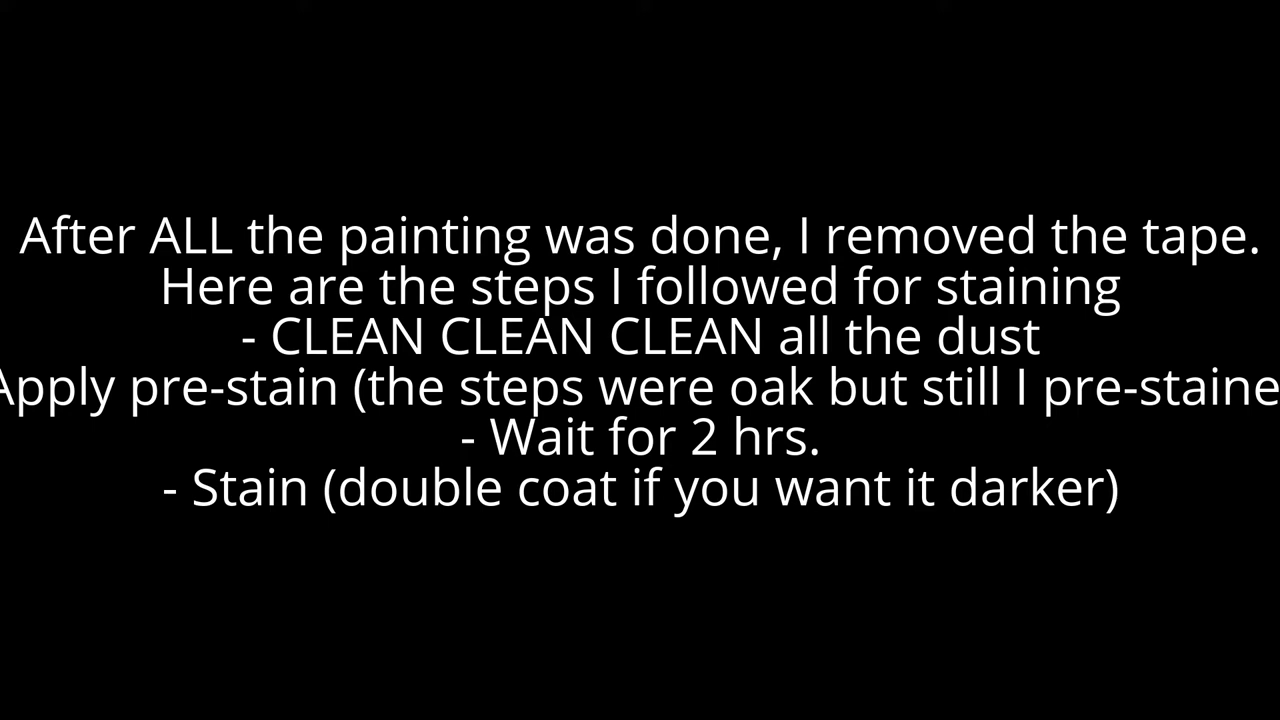 After ALL the painting was done, I removed the tape.
Here are the steps I followed for staining
- CLEAN CLEAN CLEAN all the dust
Apply pre-stain (the steps were oak but still I pre-staine
- Wait for 2 hrs.
- Stain (double coat if you want it darker)